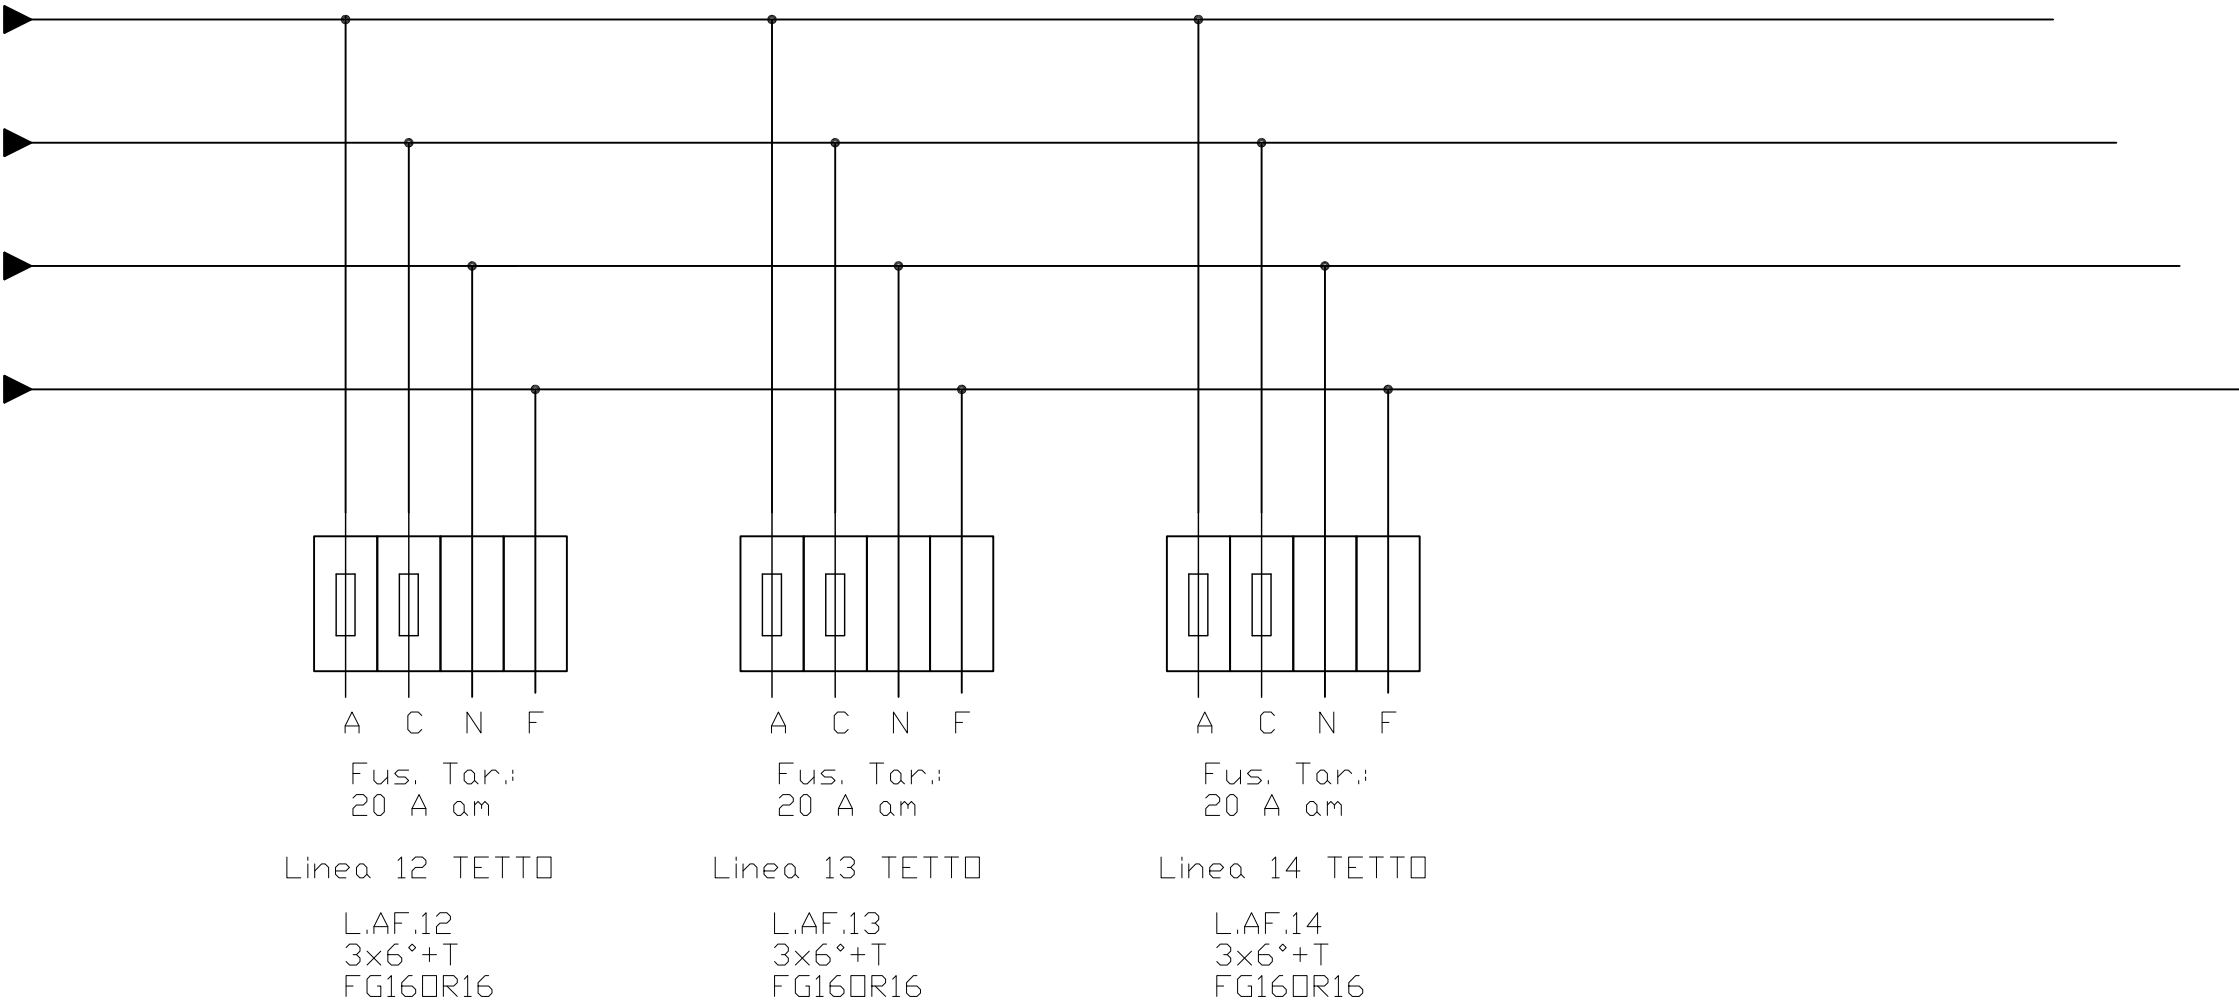 A C N F
Fus. Tar.:
20 A am
Linea 12 TETTO
L.AF.12
3x6°+T
FG16OR16
A C N F
Fus. Tar.:
20 A am
Linea 13 TETTO
L.AF.13
3x6°+T
FG16OR16
A C N F
Fus. Tar.:
20 A am
Linea 14 TETTO
L.AF.14
3x6°+T
FG16OR16